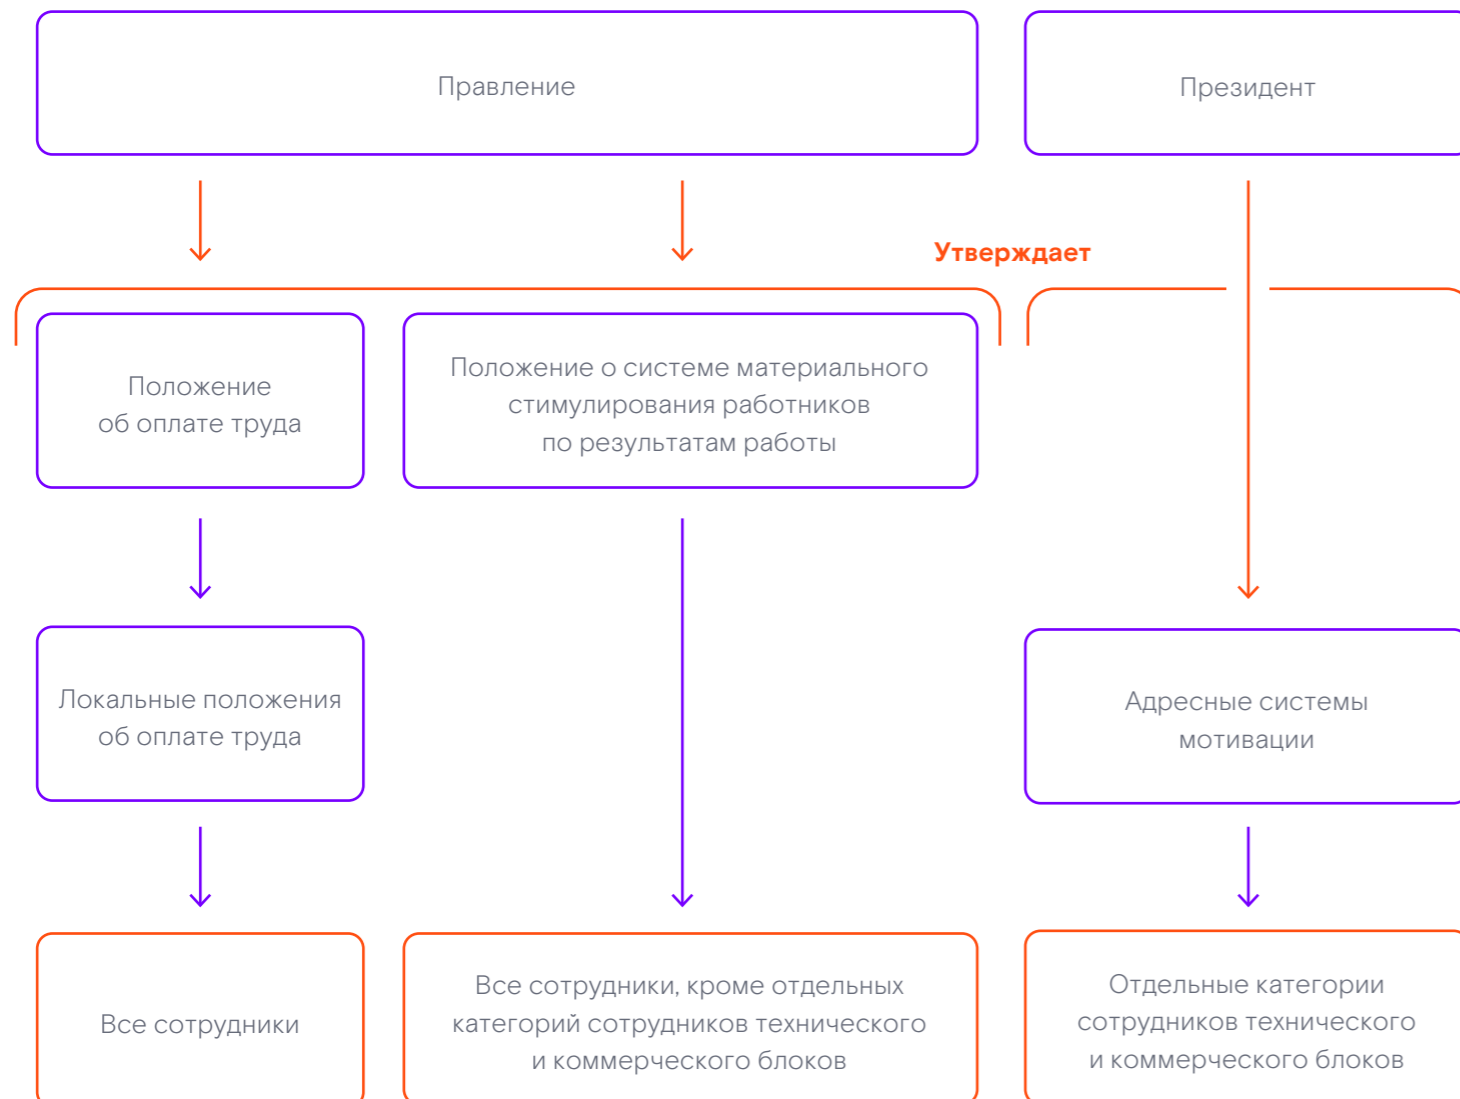 Правление
Президент
Утверждает
Положение
об оплате труда
Положение о системе материального
стимулирования работников
по результатам работы
Локальные положения
об оплате труда
Адресные системы
мотивации
Все сотрудники
Все сотрудники, кроме отдельных
категорий сотрудников технического
и коммерческого блоков
Отдельные категории
сотрудников технического
и коммерческого блоков